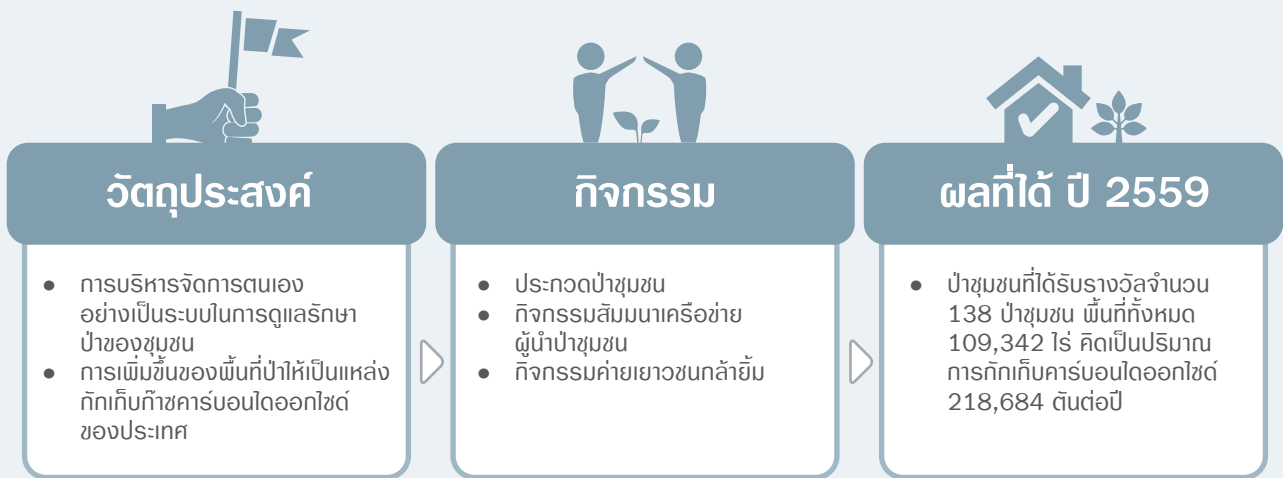 วัตถุประสงค์
● การบริหารจัดการตนเอง
อย่างเป็นระบบในการดูแลรักษา
ป่าของชุมชน
● การเพิ่มขึ้นของพื้นที่ป่าให้เป็นแหล่ง
กักเก็บก๊าซคาร์บอนไดออกไซด์
ของประเทศ
กิจกรรม
● ประกวดป่าชุมชน
● กิจกรรมสัมมนาเครือข่าย
ผู้นำป่าชุมชน
● กิจกรรมค่ายเยาวชนกล้ายิ้ม
ผลที่ได้ ปี 2559
● ป่าชุมชนที่ได้รับรางวัลจำนวน
138 ป่าชุมชน พื้นที่ทั้งหมด
109,342 ไร่ คิดเป็นปริมาณ
การกักเก็บคาร์บอนไดออกไซด์
218,684 ตันต่อปี